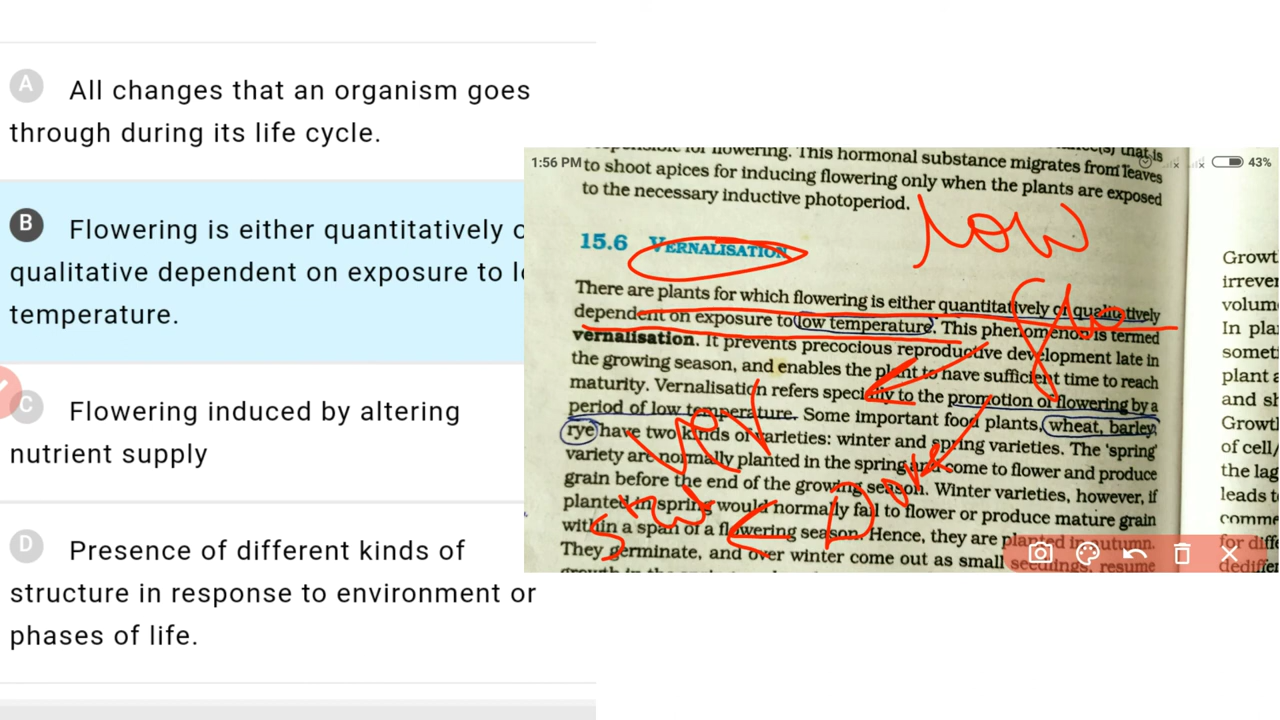 A All changes that an organism goes
through during its life cycle.
B Flowering is either quantitatively
qualitative dependent on exposure to
temperature.
C Flowering induced by altering
nutrient supply
D Presence of different kinds of
structure in response to environment or
phases of life.
1:56 PM
43%
for flowering. This hormonal substance migrates from leaves
to shoot apices for inducing flowering only when the plants are exposed
to the necessary inductive photoperiod.
low
15.6 VERNALISATION
There are plants for which flowering is either quantitatively or qualitatively
dependent on exposure to low temperature. This phenomenon is termed
vernalisation. It prevents precocious reproductive development late in
the growing season, and enables the plant to have sufficient time to reach
maturity. Vernalisation refers specially to the promotion of flowering by a
period of low temperature. Some important food plants, wheat, barley,
rye have two kinds of varieties: winter and spring varieties. The 'spring'
variety are normally planted in the spring and come to flower and produce
grain before the end of the growing season. Winter varieties, however, if
planted in spring would normally fail to flower or produce mature grain
within a span of a flowering season. Hence, they are planted in autumn.
They germinate, and over winter come out as small seedlings, resume
Growt
irrever
volum
In pla
somet
plant a
and sh
Growt
of cell/
the lag
leads t
comme
for diffe
dediffer